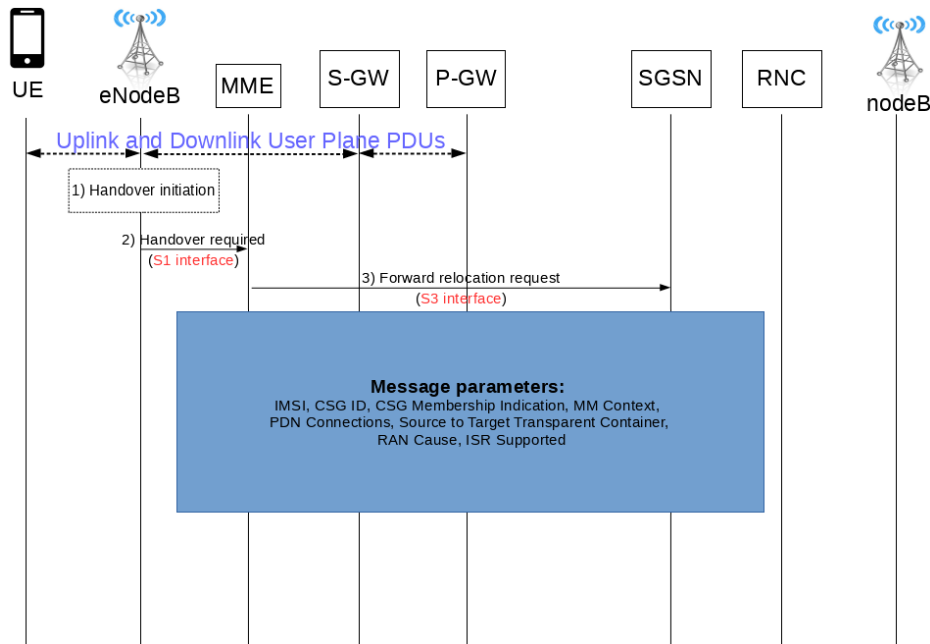 UE
eNodeB
MME
S-GW
P-GW
SGSN
RNC
nodeB
Uplink and Downlink User Plane PDUs
1) Handover initiation
2) Handover required
(S1 interface)
3) Forward relocation request
(S3 interface)
Message parameters:
IMSI, CSG ID, CSG Membership Indication, MM Context,
PDN Connections, Source to Target Transparent Container,
RAN Cause, ISR Supported